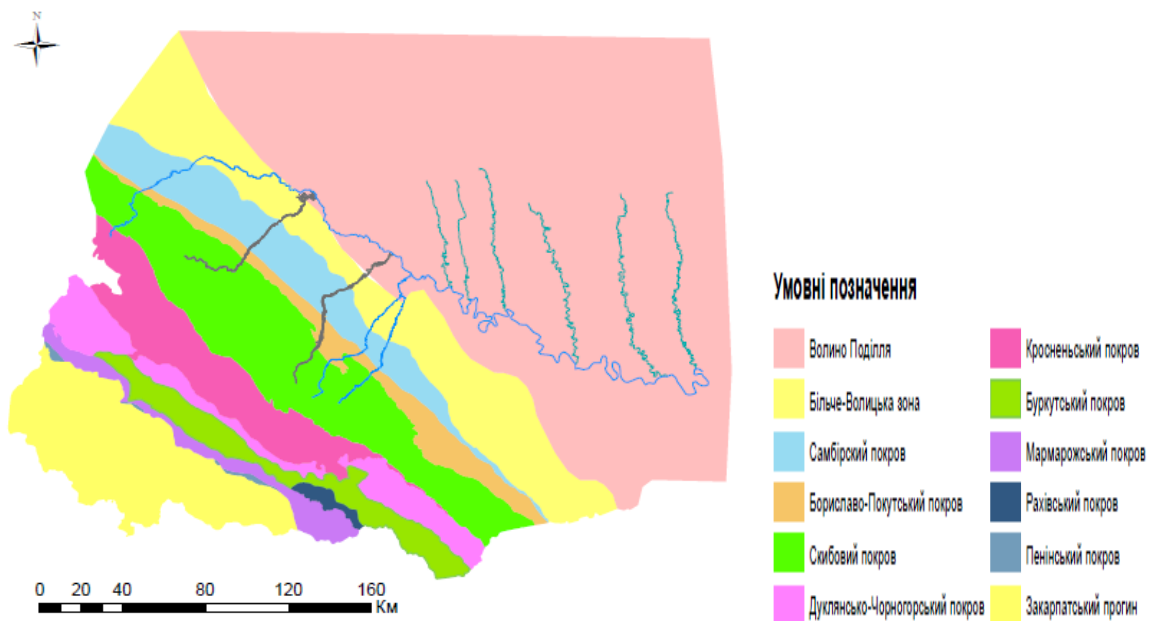 N
Умовні позначення
Волино Поділля
Більче-Волицька зона
Самбірский покров
Бориславо-Покутський покров
Скибовий покров
Дуклянсько-Чорногорський покров
Кросненьський покров
Буркутський покров
Мармарожський покров
Рахівський покров
Пенінський покров
Закарпатський прогин
0 20 40 80 120 160
Км